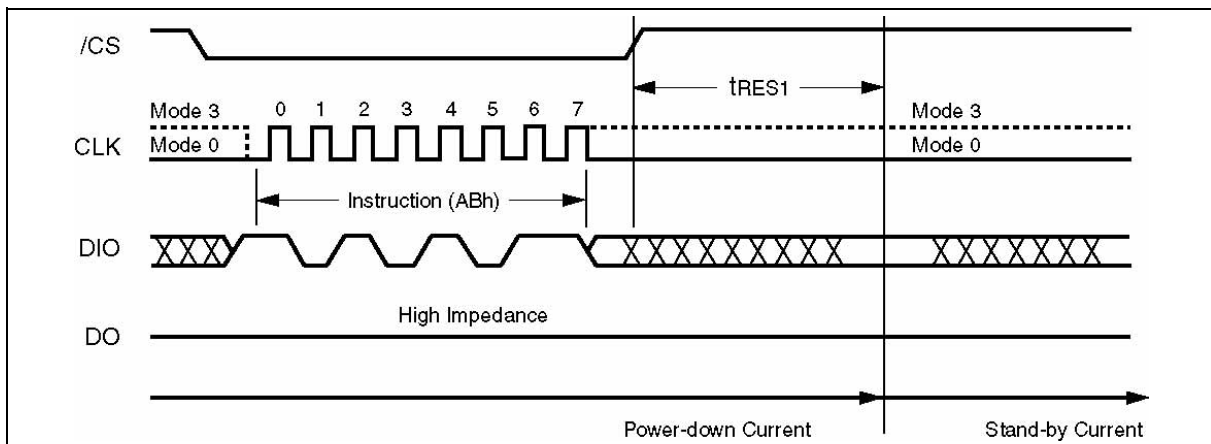 /CS
tRES1
Mode 3 0 1 2 3 4 5 6 7 Mode 3
CLK
Mode 0 Mode 0
Instruction (ABh)
DIO
High Impedance
DO
Power-down Current Stand-by Current